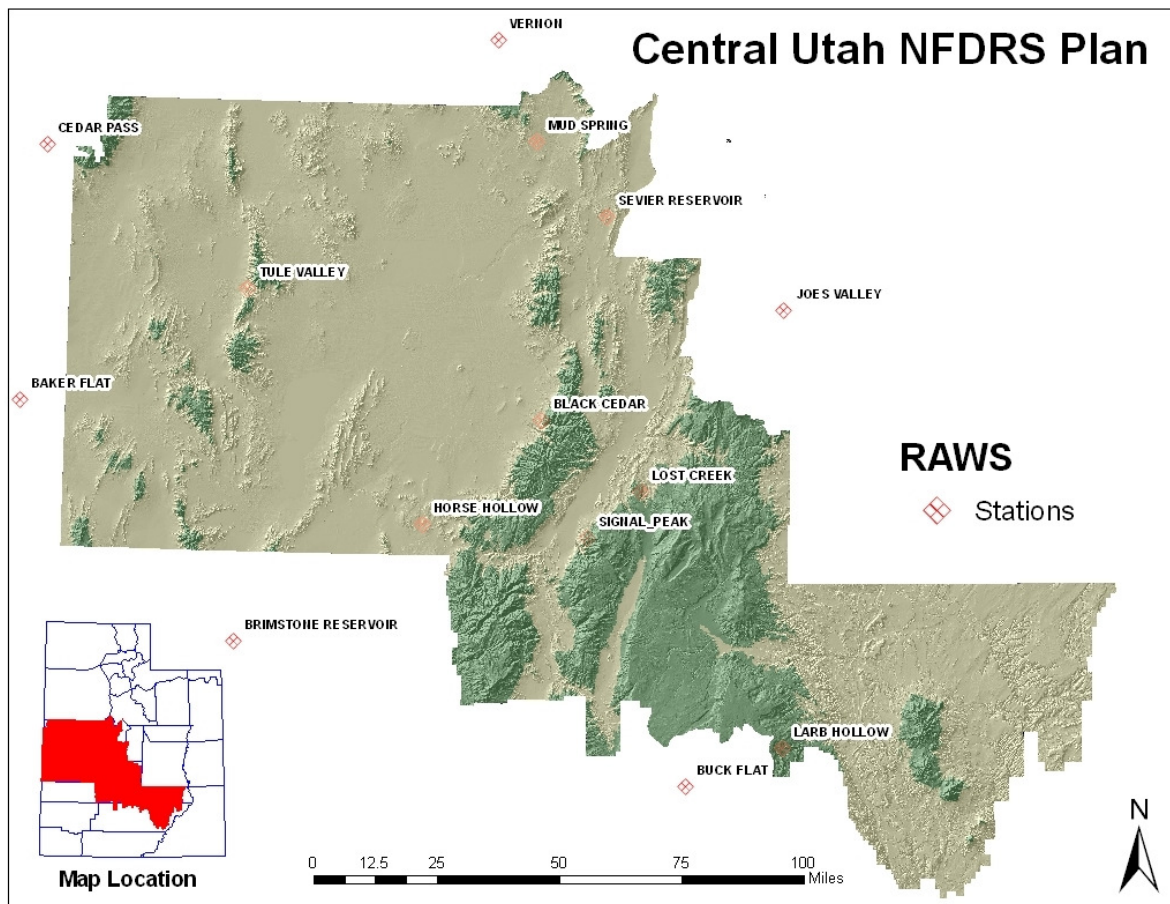 VERNON
Central Utah NFDRS Plan
CEDAR PASS
MUD SPRING
SEVIER RESERVOIR
TULE VALLEY
JOES VALLEY
BAKER FLAT
BLACK CEDAR
RAWS
LOST CREEK
HORSE HOLLOW
Stations
SIGNAL_PEAK
BRIMSTONE RESERVOIR
LARB HOLLOW
BUCK FLAT
N
0 12.5 25 50 75 100
Miles
Map Location